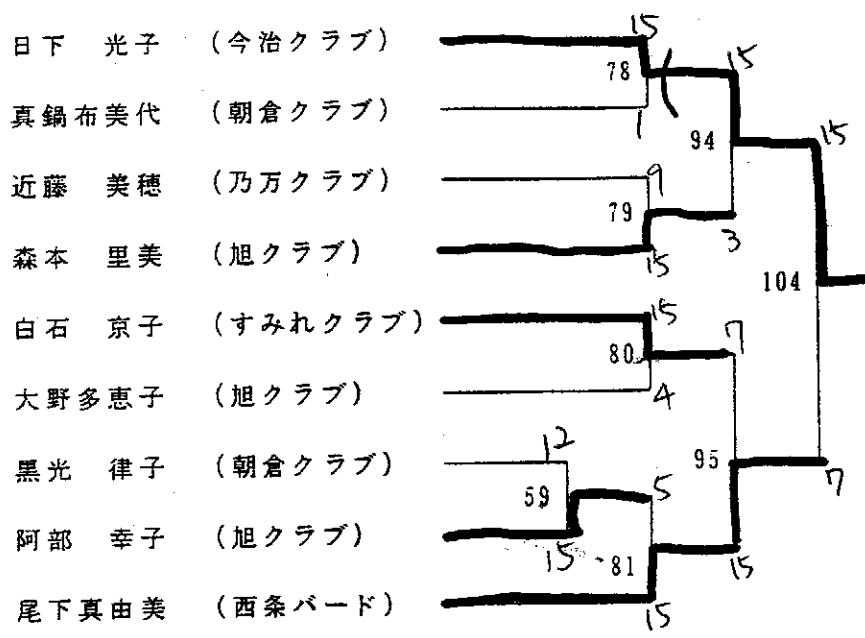 日下 光子 (今治クラブ) 15
78 15
真鍋布美代 (朝倉クラブ) 1
94 15
近藤 美穂 (乃万クラブ) 9
79 3
森本 里美 (旭クラブ) 15
104
白石 京子 (すみれクラブ) 15
80 7
大野多恵子 (旭クラブ) 4
黒光 律子 (朝倉クラブ) 12
59 5 95 7
阿部 幸子 (旭クラブ) 15
81 15
尾下真由美 (西条バード) 15